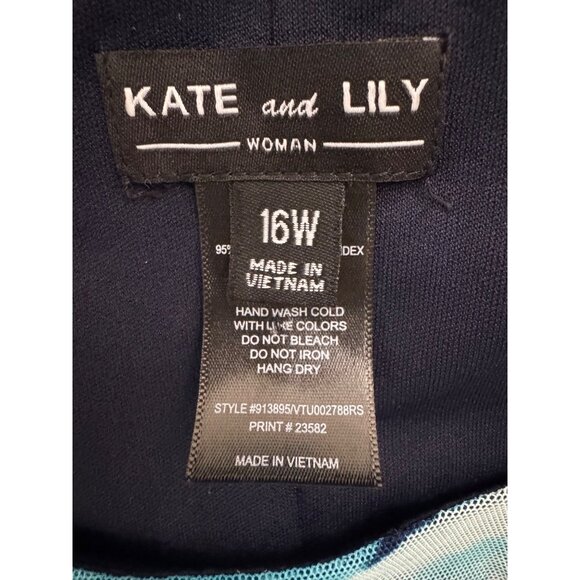 KATE and LILY
WOMAN
16W
95%
MADE IN
VIETNAM
HAND WASH COLD
WITH LIKE COLORS
DO NOT BLEACH
DO NOT IRON
HANG DRY
STYLE #913895/VTU002788RS
PRINT # 23582
MADE IN VIETNAM